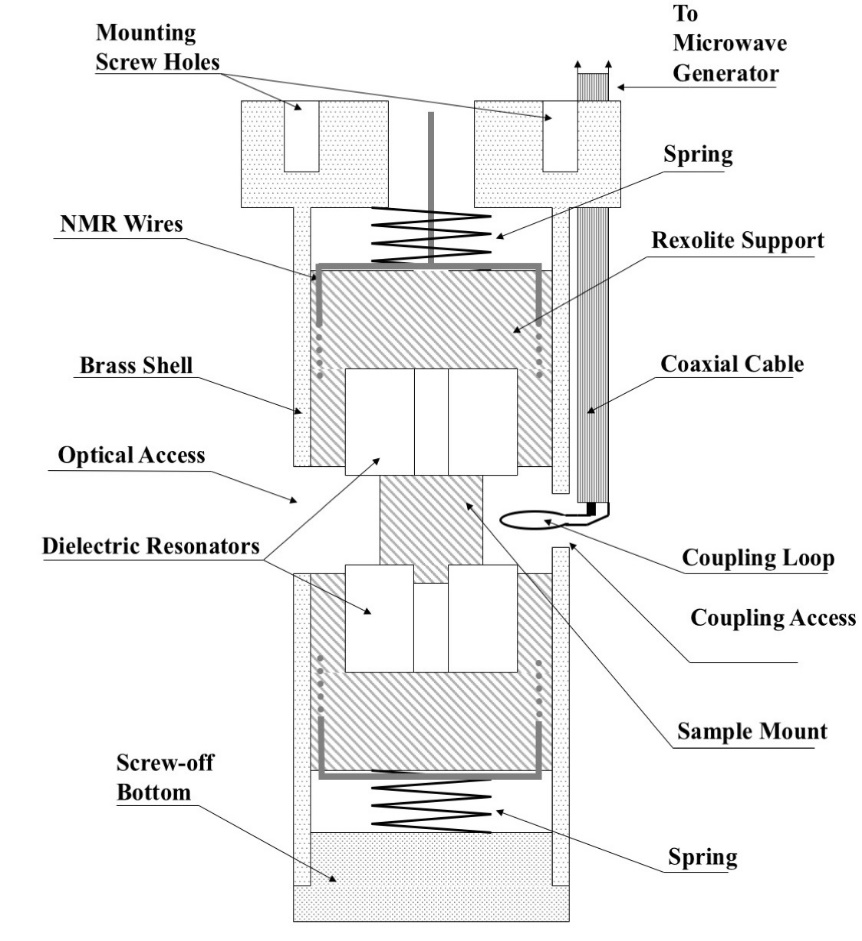 Mounting
Screw Holes
To
Microwave
Generator
Spring
NMR Wires
Rexolite Support
Brass Shell
Coaxial Cable
Optical Access
Dielectric Resonators
Coupling Loop
Coupling Access
Sample Mount
Screw-off
Bottom
Spring